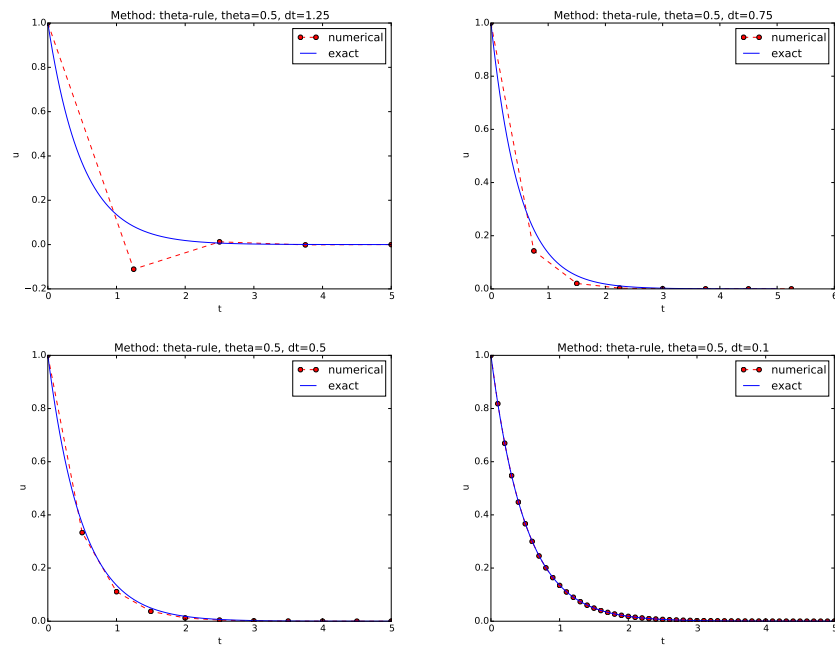 Method: theta-rule, theta=0.5, dt=1.25
1.0
0.8
0.6
0.4
0.2
0.0
−0.2
u
0 1 2 3 4 5
t
numerical
exact
Method: theta-rule, theta=0.5, dt=0.75
1.0
0.8
0.6
0.4
0.2
0.0
u
0 1 2 3 4 5 6
t
numerical
exact
Method: theta-rule, theta=0.5, dt=0.5
1.0
0.8
0.6
0.4
0.2
0.0
u
0 1 2 3 4 5
t
numerical
exact
Method: theta-rule, theta=0.5, dt=0.1
1.0
0.8
0.6
0.4
0.2
0.0
u
0 1 2 3 4 5
t
numerical
exact